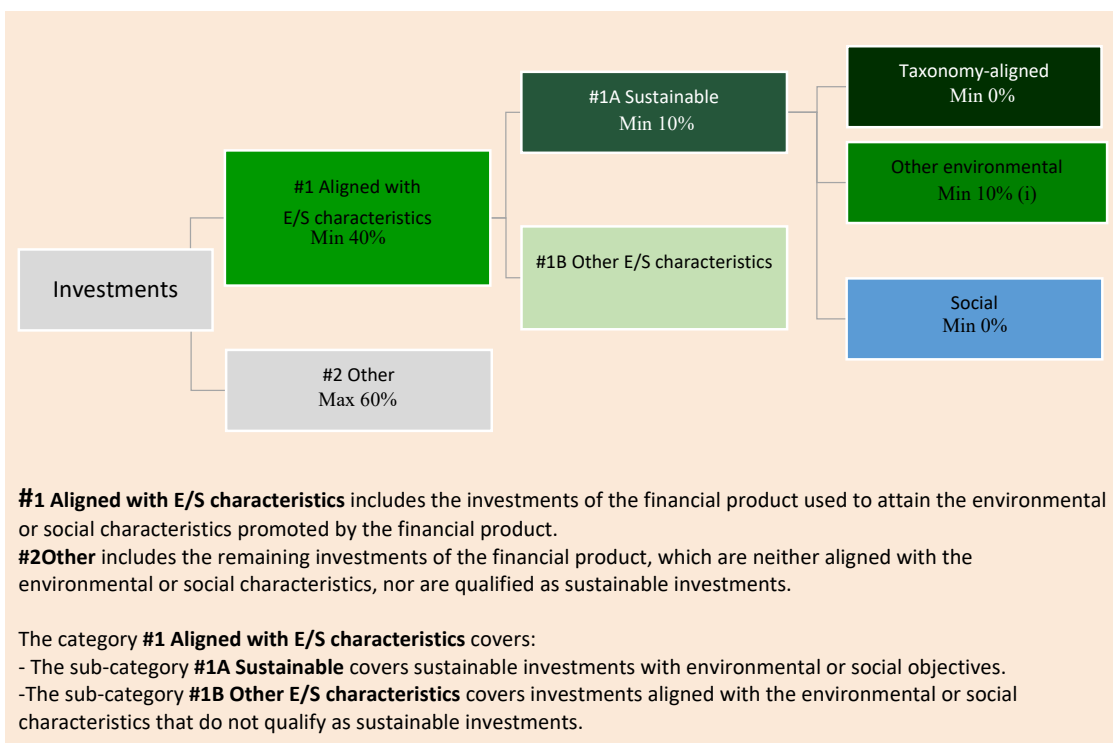 Investments
#1 Aligned with
E/S characteristics
Min 40%
#2 Other
Max 60%
#1A Sustainable
Min 10%
#1B Other E/S characteristics
Taxonomy-aligned
Min 0%
Other environmental
Min 10% (i)
Social
Min 0%
#1 Aligned with E/S characteristics includes the investments of the financial product used to attain the environmental
or social characteristics promoted by the financial product.
#2Other includes the remaining investments of the financial product, which are neither aligned with the
environmental or social characteristics, nor are qualified as sustainable investments.
The category #1 Aligned with E/S characteristics covers:
- The sub-category #1A Sustainable covers sustainable investments with environmental or social objectives.
-The sub-category #1B Other E/S characteristics covers investments aligned with the environmental or social
characteristics that do not qualify as sustainable investments.